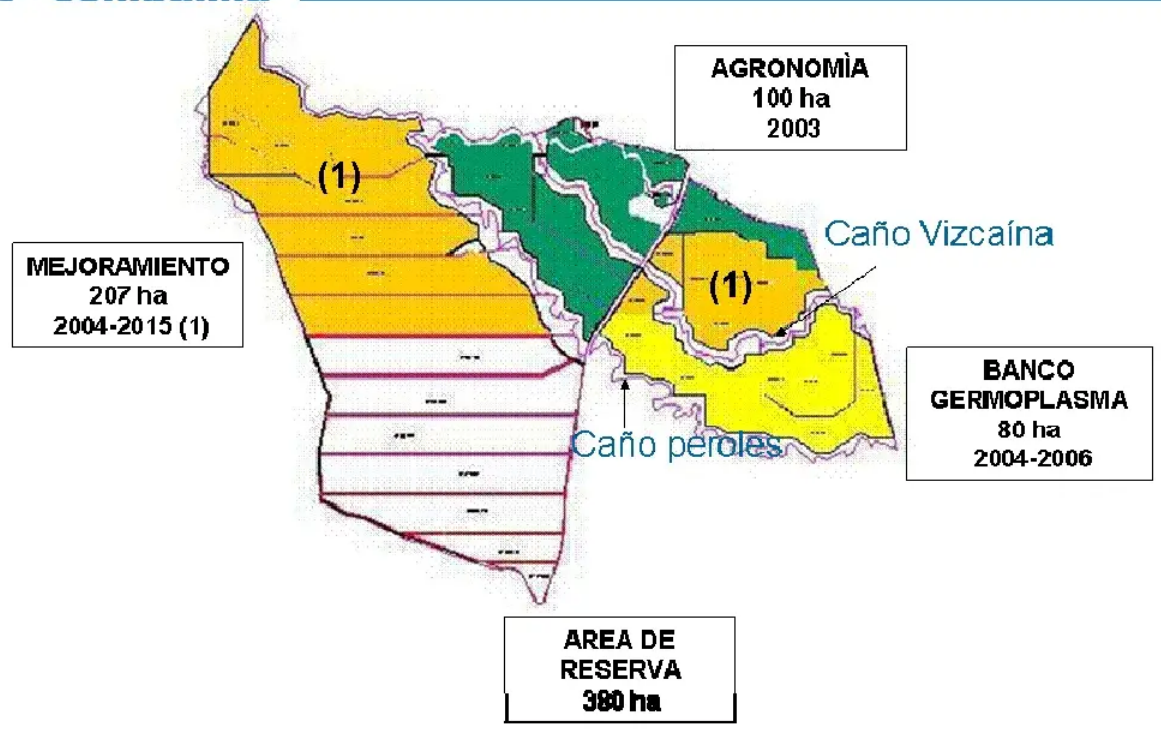 AGRONOMÌA
100 ha
2003
(1)
Caño Vizcaína
MEJORAMIENTO
207 ha
2004-2015 (1)
(1)
BANCO
GERMOPLASMA
80 ha
2004-2006
Caño peroles
AREA DE
RESERVA
380 ha